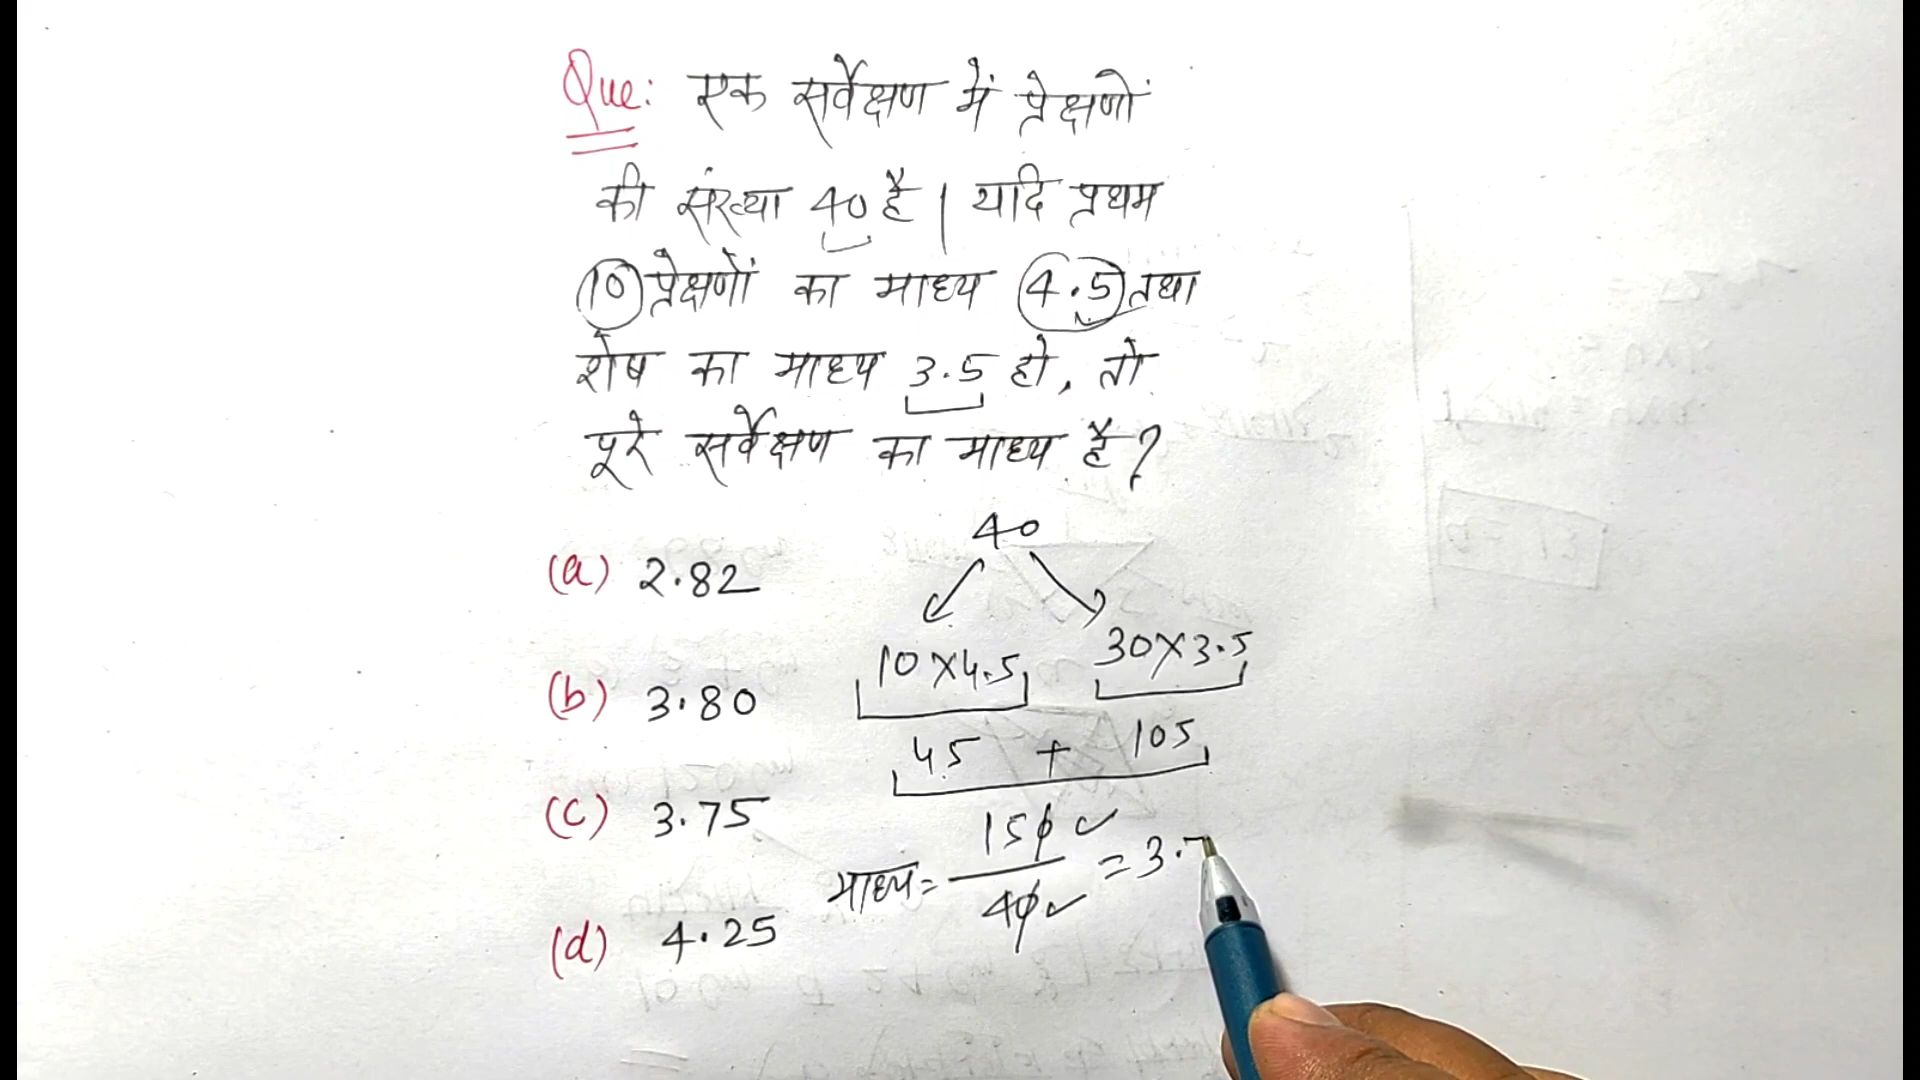 Que: एक सर्वेक्षण में प्रेक्षणों
की संख्या 40 है | यदि प्रथम
10 प्रेक्षणों का माध्य 4.5 तथा
शेष का माध्य 3.5 हो, तो
पूरे सर्वेक्षण का माध्य है?
(a) 2.82
(b) 3.80
(c) 3.75
(d) 4.25
40
10×4.5 30×3.5
45 + 105
माध्य = 150/40 = 3.7